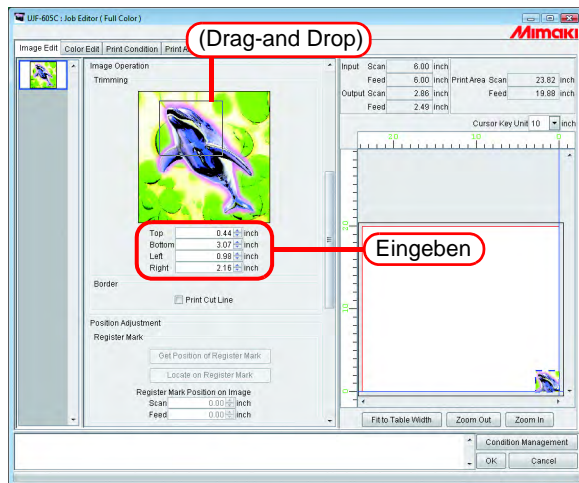 UJF-605C : Job Editor ( Full Color )
Mimaki
Image Edit Color Edit Print Condition
(Drag-and Drop)
Image Operation
Trimming
Top 0.44 inch
Bottom 3.07 inch
Left 0.98 inch
Right 2.16 inch
Eingeben
Border
Print Cut Line
Position Adjustment
Register Mark
Get Position of Register Mark
Locate on Register Mark
Register Mark Position on Image
Scan 0.00 inch
Feed 0.00 inch
Input Scan 6.00 inch
Feed 6.00 inch Print Area Scan 23.82 inch
Output Scan 2.86 inch Feed 19.88 inch
Feed 2.49 inch
Cursor Key Unit 10 inch
20 10 0
20
10
0
Fit to Table Width Zoom Out Zoom In
Condition Management
OK Cancel